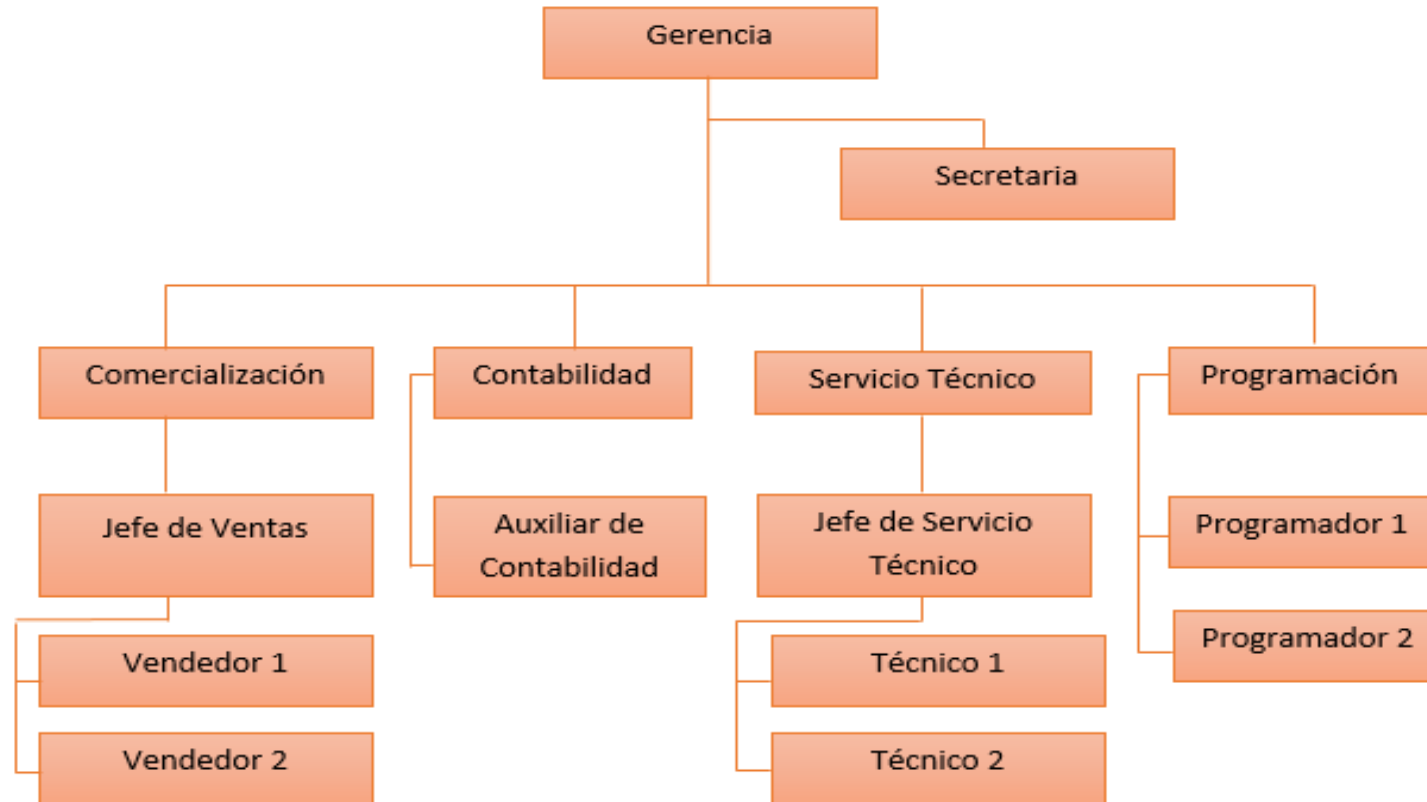 Gerencia
Secretaria
Comercialización
Contabilidad
Servicio Técnico
Programación
Jefe de Ventas
Auxiliar de
Contabilidad
Jefe de Servicio
Técnico
Programador 1
Programador 2
Vendedor 1
Técnico 1
Vendedor 2
Técnico 2